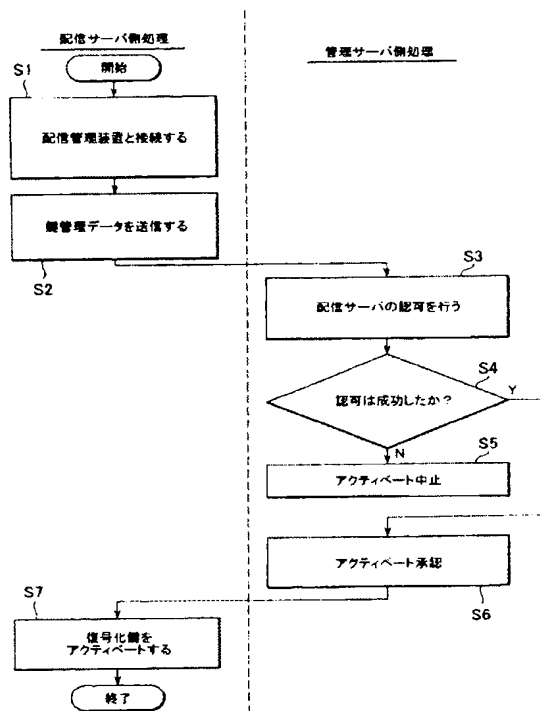 配信サーバ側処理
管理サーバ側処理
開始
S1
配信管理装置と接続する
鍵管理データを送信する
S2
S3
配信サーバの認可を行う
S4
認可は成功したか？
Y
N
S5
アクティベート中止
アクティベート承認
S6
S7
復号化鍵を
アクティベートする
終了